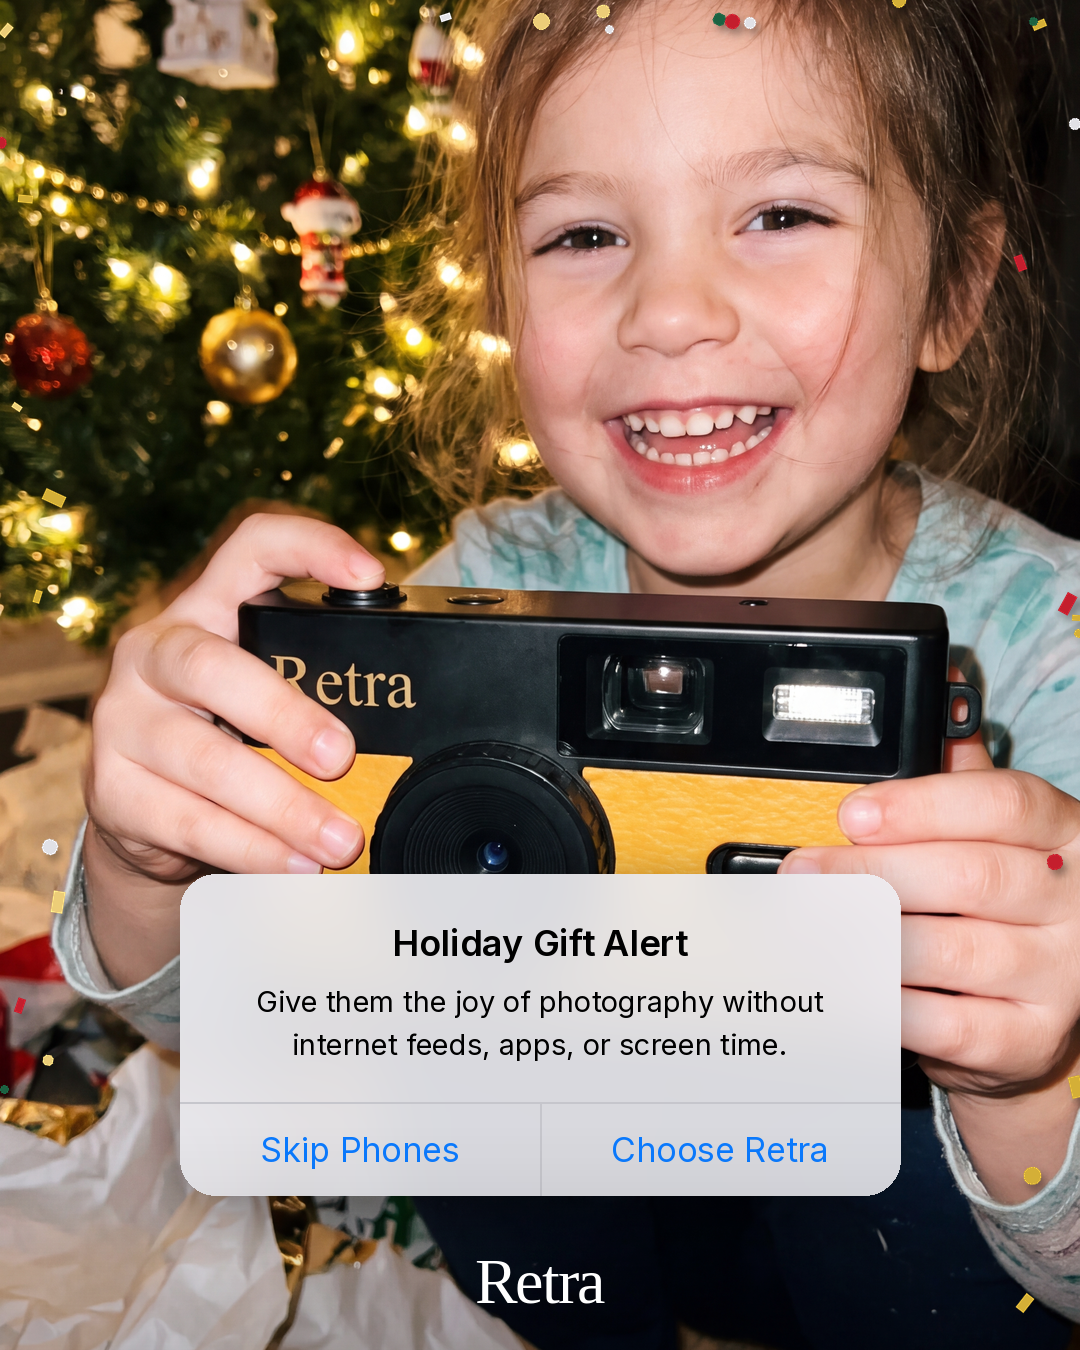 Retra
Holiday Gift Alert
Give them the joy of photography without
internet feeds, apps, or screen time.
Skip Phones
Choose Retra
Retra